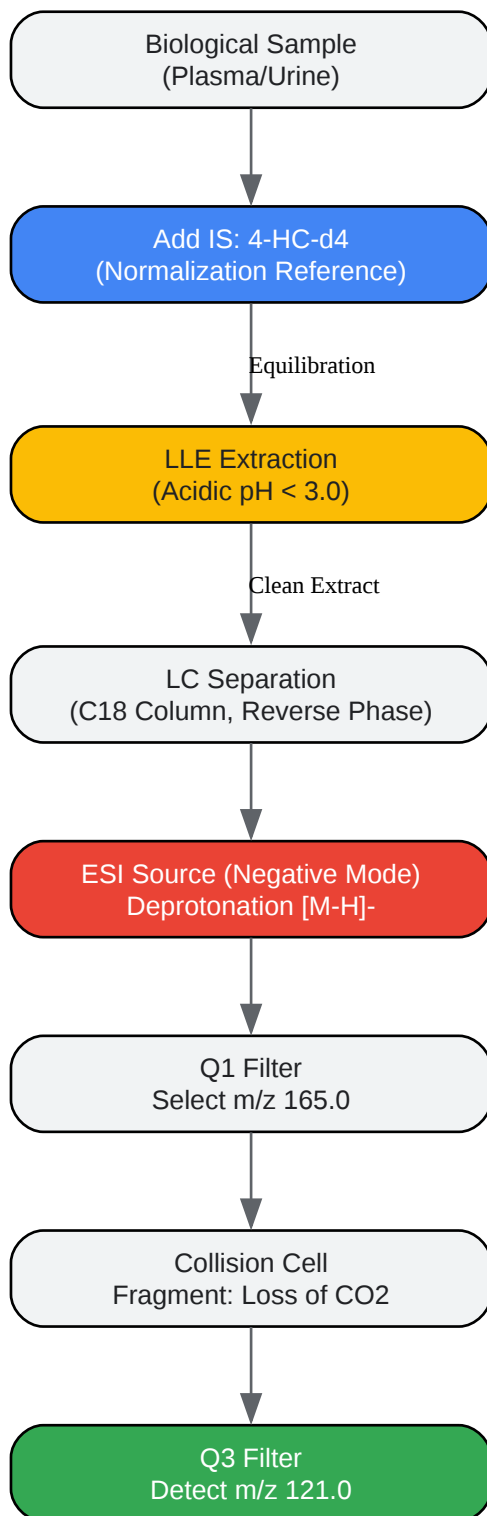 Biological Sample
(Plasma/Urine)
Add IS: 4-HC-d4
(Normalization Reference)
Equilibration
LLE Extraction
(Acidic pH < 3.0)
Clean Extract
LC Separation
(C18 Column, Reverse Phase)
ESI Source (Negative Mode)
Deprotonation [M-H]-
Q1 Filter
Select m/z 165.0
Collision Cell
Fragment: Loss of CO2
Q3 Filter
Detect m/z 121.0